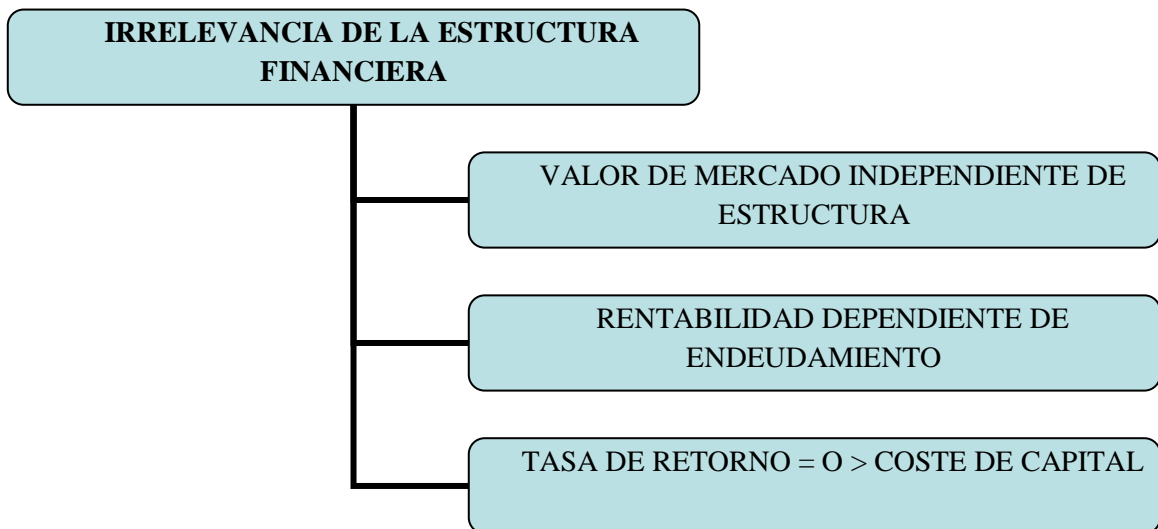 IRRELEVANCIA DE LA ESTRUCTURA
FINANCIERA
VALOR DE MERCADO INDEPENDIENTE DE
ESTRUCTURA
RENTABILIDAD DEPENDIENTE DE
ENDEUDAMIENTO
TASA DE RETORNO = O > COSTE DE CAPITAL